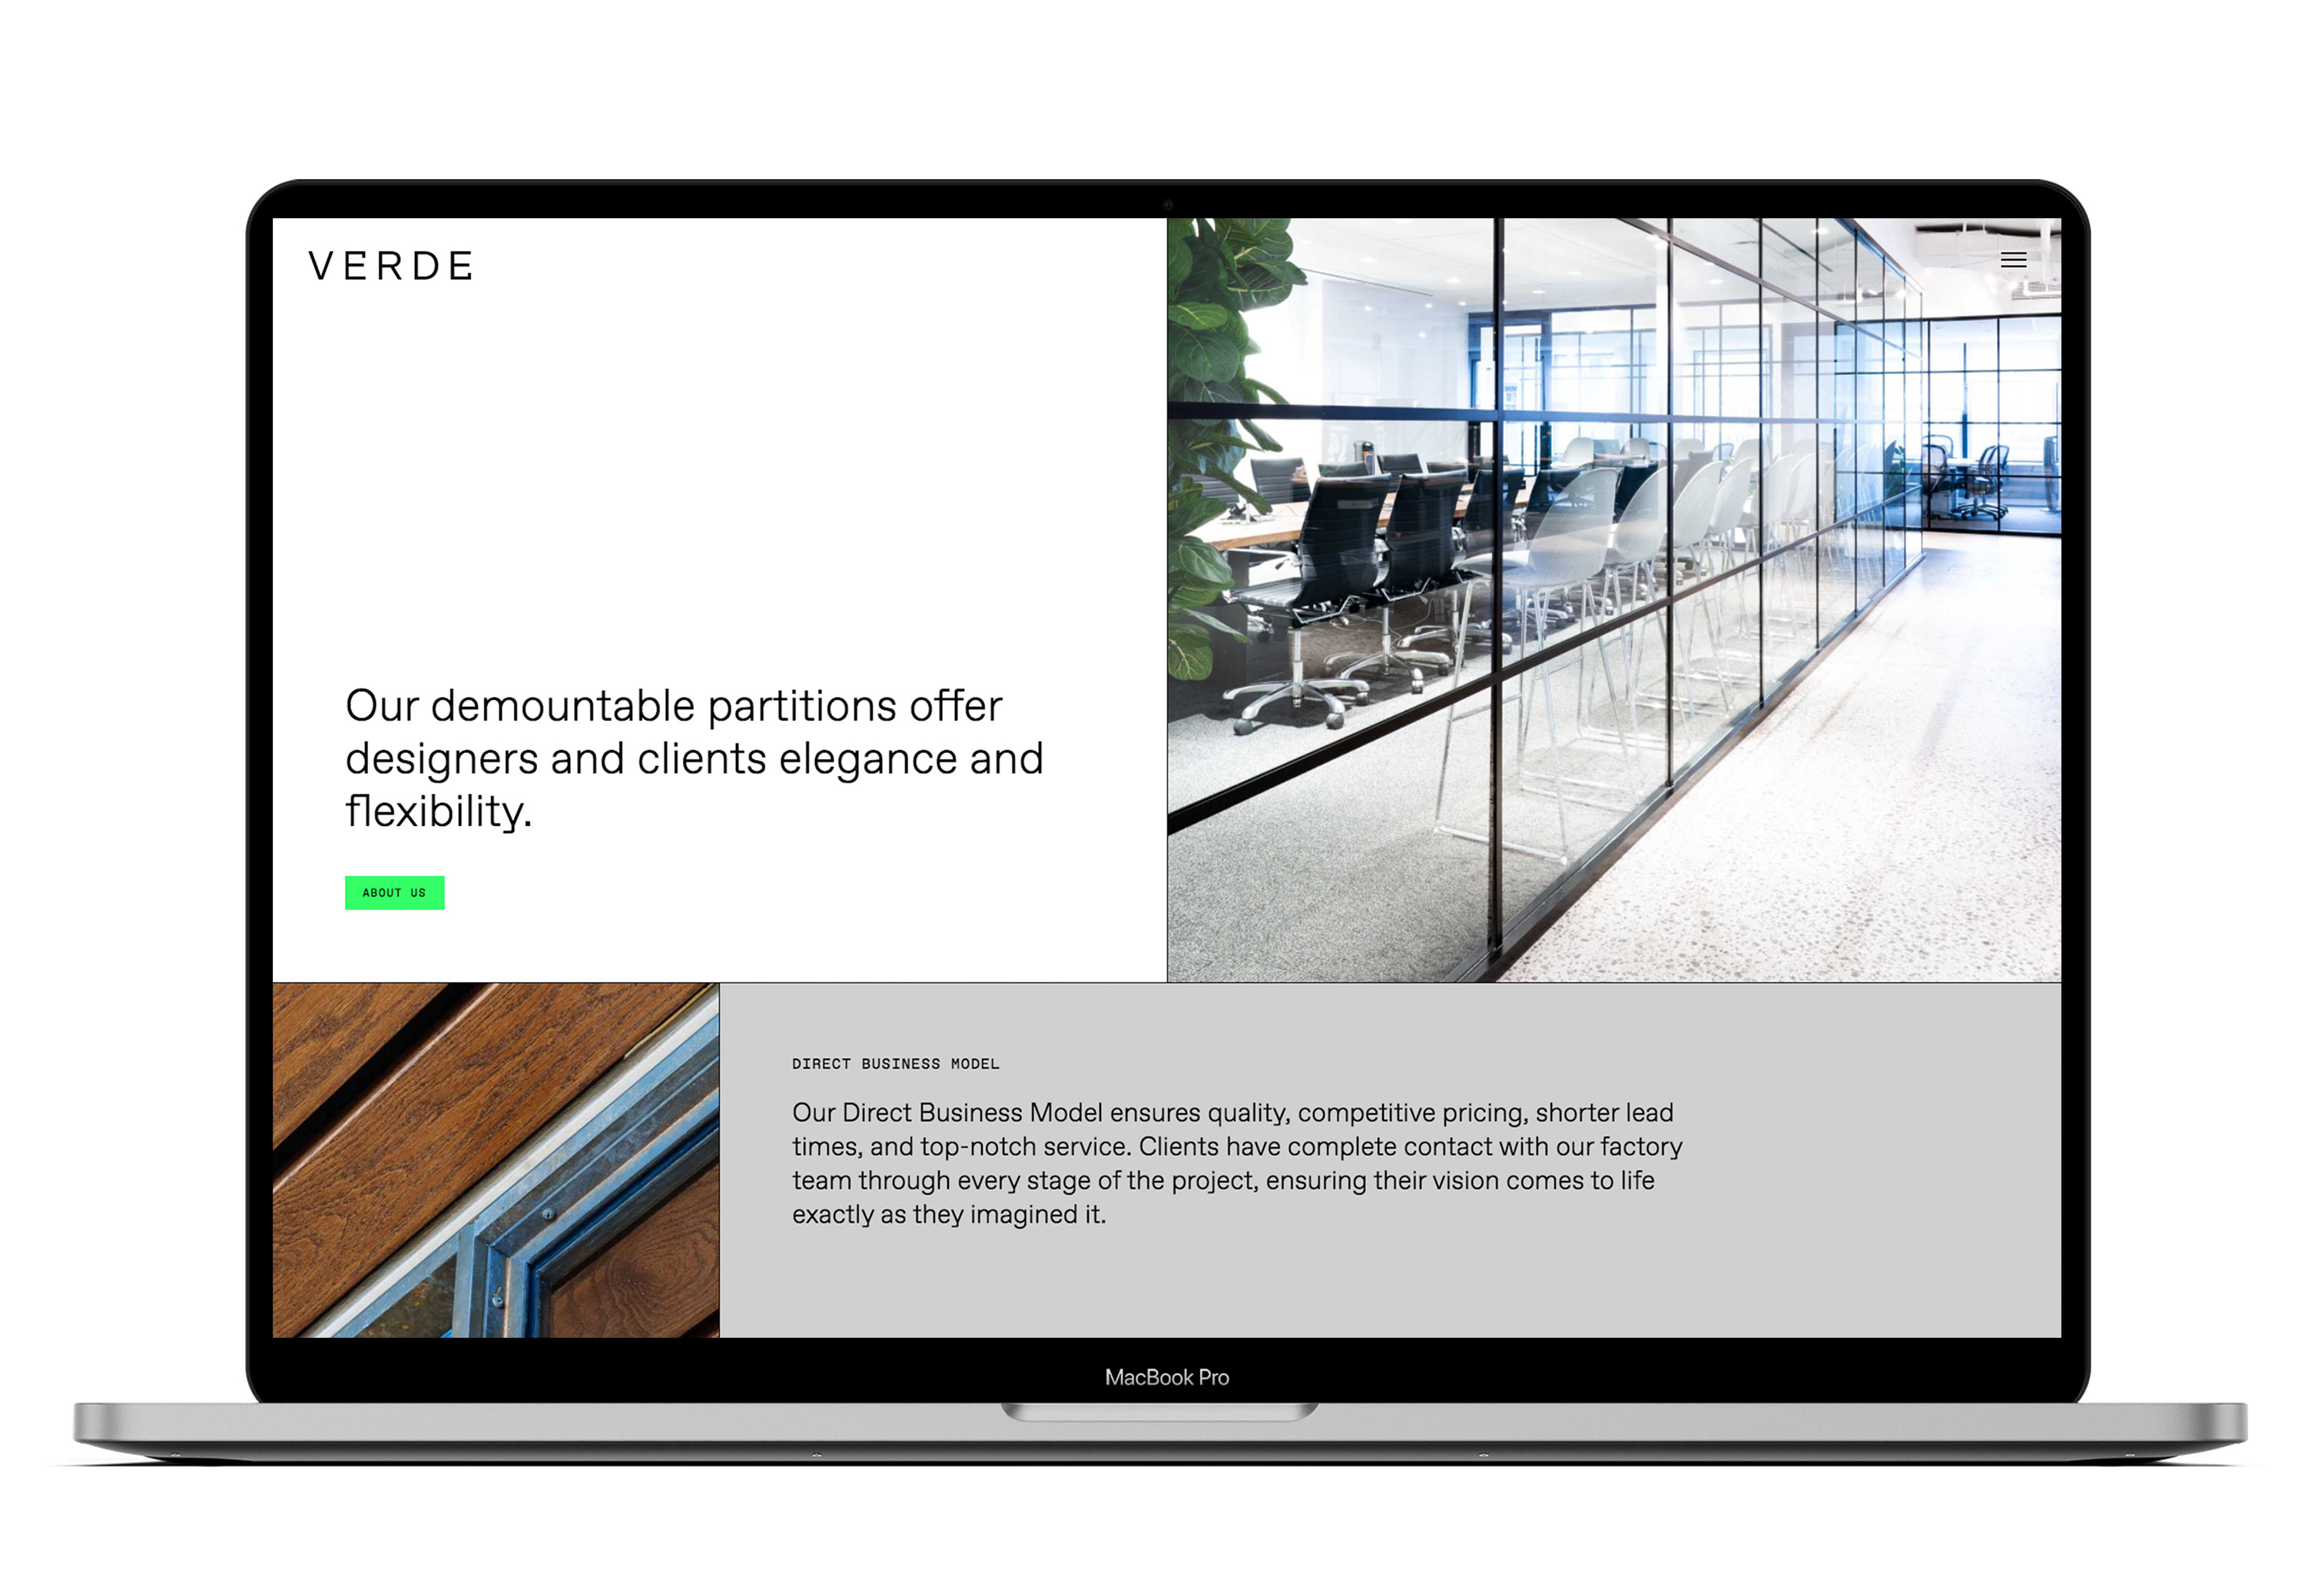 VERDE
Our demountable partitions offer
designers and clients elegance and
flexibility.
ABOUT US
DIRECT BUSINESS MODEL
Our Direct Business Model ensures quality, competitive pricing, shorter lead
times, and top-notch service. Clients have complete contact with our factory
team through every stage of the project, ensuring their vision comes to life
exactly as they imagined it.
MacBook Pro